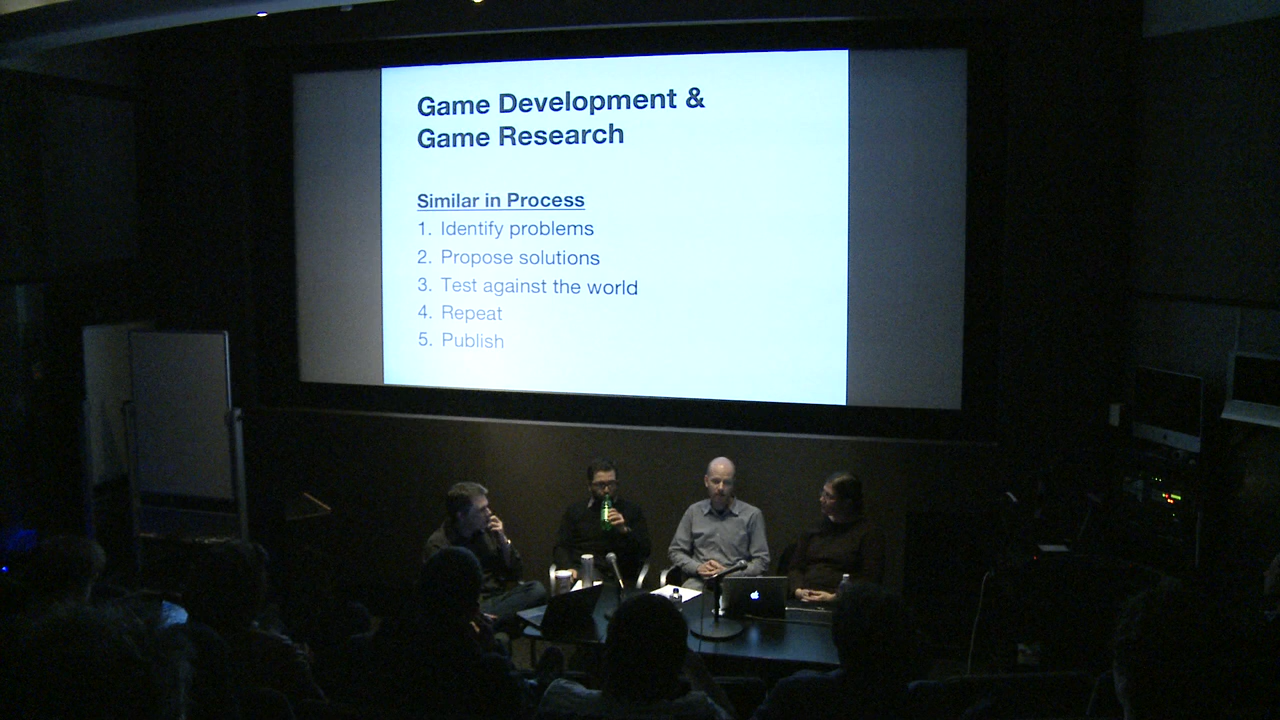 Game Development &
Game Research
Similar in Process
1. Identify problems
2. Propose solutions
3. Test against the world
4. Repeat
5. Publish